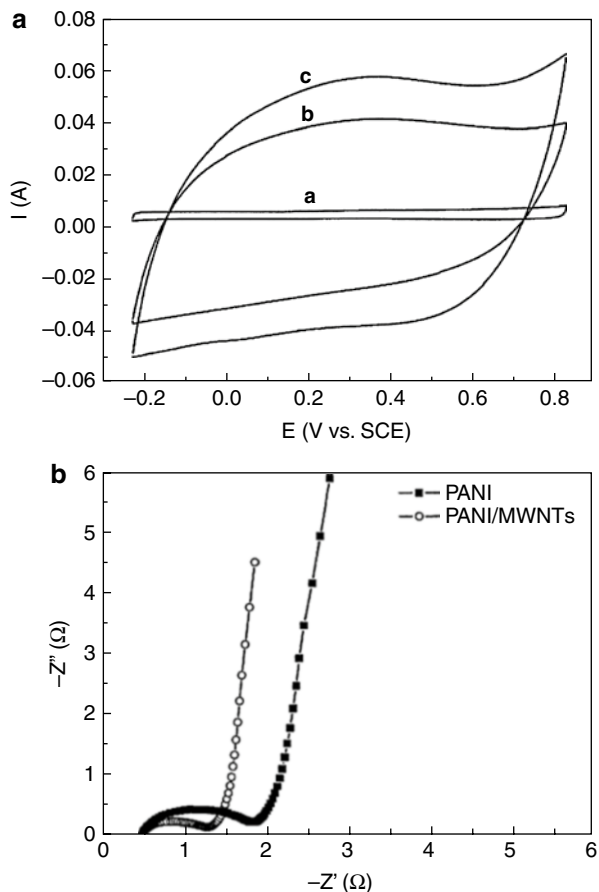 a
0.08
0.06
0.04
0.02
0.00
−0.02
−0.04
−0.06
I (A)
c
b
a
−0.2 0.0 0.2 0.4 0.6 0.8
E (V vs. SCE)
b
6
5
4
3
2
1
0
−Z″ (Ω)
PANI
PANI/MWNTs
0 1 2 3 4 5 6
−Z′ (Ω)